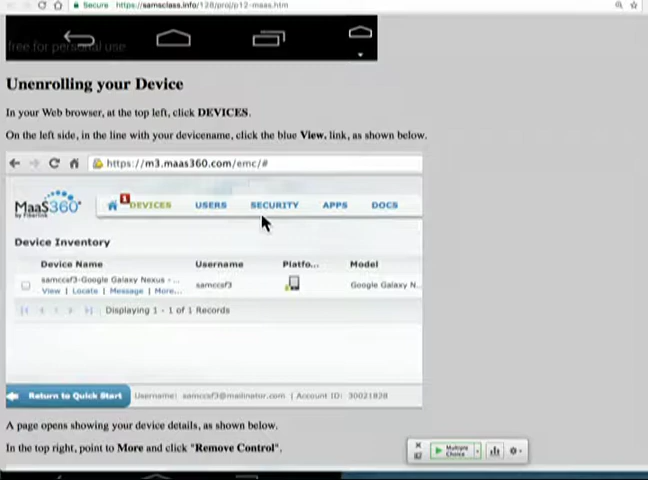 Secure https://samsclass.info/128/proj/p12-maas.htm
free for personal use
Unenrolling your Device
In your Web browser, at the top left, click DEVICES.
On the left side, in the line with your devicename, click the blue View. link, as shown below.
https://m3.maas360.com/emc/#
MaaS360
by Fiberlink
1
DEVICES USERS SECURITY APPS DOCS
Device Inventory
Device Name Username Platfo... Model
samccsf3-Google Galaxy Nexus - ... samccsf3 Google Galaxy N...
View | Locate | Message | More...
Displaying 1 - 1 of 1 Records
Return to Quick Start Username: samccsf3@mailinator.com | Account ID: 30021828
A page opens showing your device details, as shown below.
In the top right, point to More and click "Remove Control".
Multiple
Choice